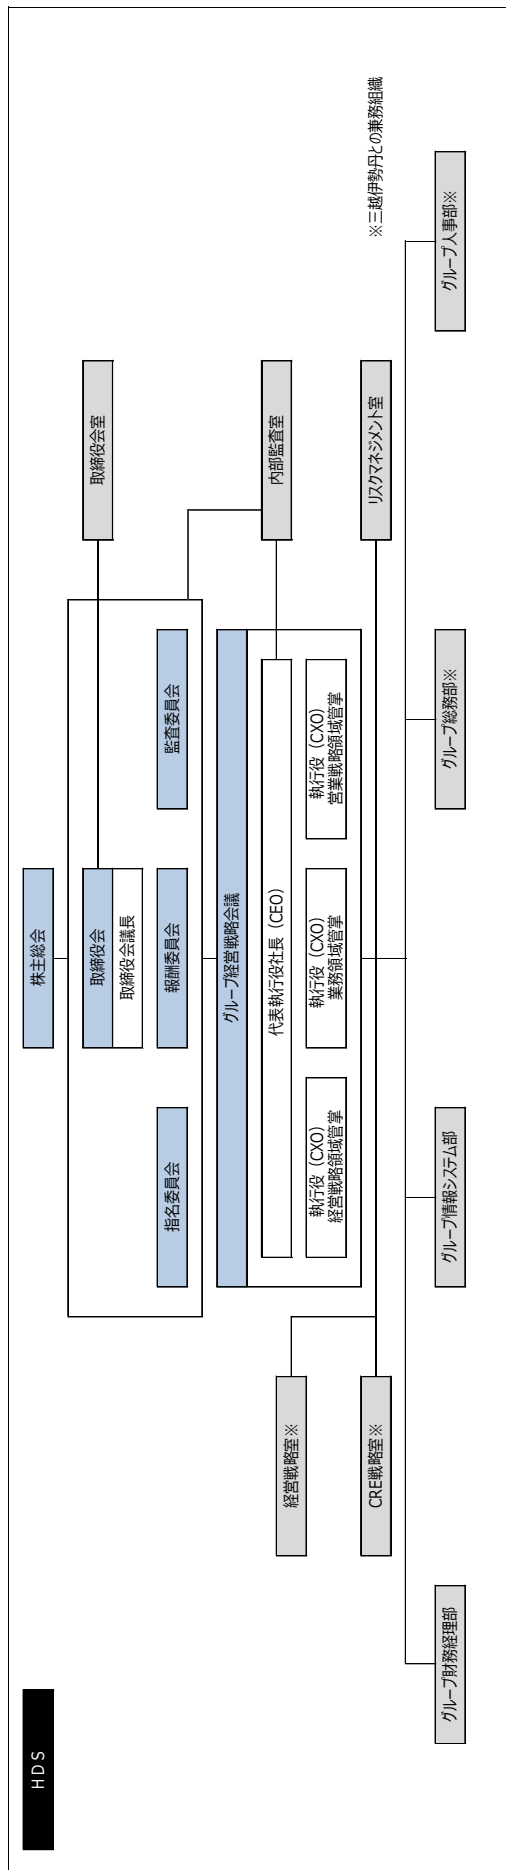 HDS
株主総会
取締役会
取締役会議長
取締役会室
指名委員会
報酬委員会
監査委員会
グループ経営戦略会議
代表執行役社長（CEO）
内部監査室
執行役（CXO）
経営戦略領域管掌
執行役（CXO）
業務領域管掌
執行役（CXO）
営業戦略領域管掌
経営戦略室※
CRE戦略室※
リスクマネジメント室
※三越伊勢丹との兼務組織
グループ財務経理部
グループ情報システム部
グループ総務部※
グループ人事部※